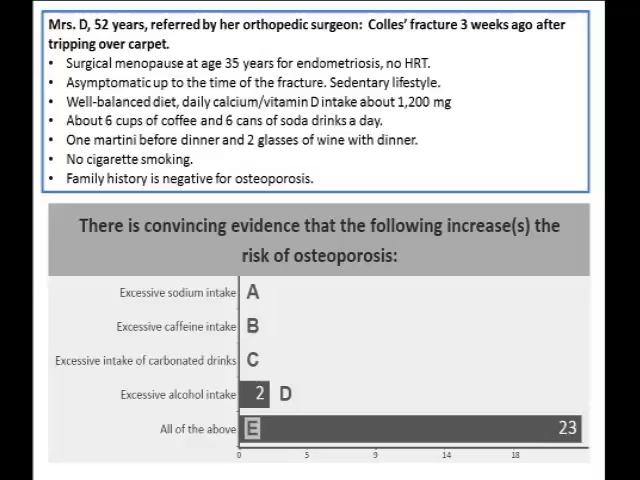 Mrs. D, 52 years, referred by her orthopedic surgeon: Colles' fracture 3 weeks ago after
tripping over carpet.
• Surgical menopause at age 35 years for endometriosis, no HRT.
• Asymptomatic up to the time of the fracture. Sedentary lifestyle.
• Well-balanced diet, daily calcium/vitamin D intake about 1,200 mg
• About 6 cups of coffee and 6 cans of soda drinks a day.
• One martini before dinner and 2 glasses of wine with dinner.
• No cigarette smoking.
• Family history is negative for osteoporosis.
There is convincing evidence that the following increase(s) the
risk of osteoporosis:
Excessive sodium intake A
Excessive caffeine intake B
Excessive intake of carbonated drinks C
Excessive alcohol intake 2 D
All of the above E 23
0 5 9 14 18